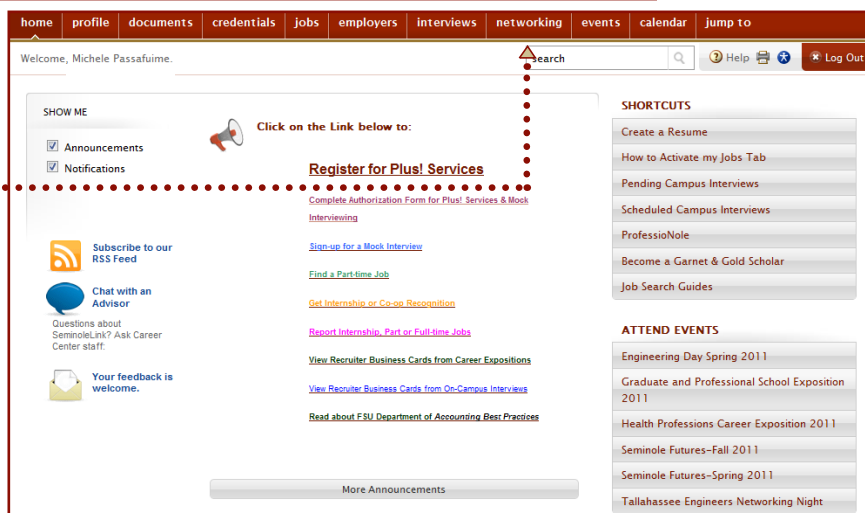 home profile documents credentials jobs employers interviews networking events calendar jump to
Welcome, Michele Passafuime.
search
Help
Log Out
SHOW ME
Announcements
Notifications
Subscribe to our
RSS Feed
Chat with an
Advisor
Questions about
SeminoleLink? Ask Career
Center staff:
Your feedback is
welcome.
Click on the Link below to:
Register for Plus! Services
Complete Authorization Form for Plus! Services & Mock
Interviewing
Sign-up for a Mock Interview
Find a Part-time Job
Get Internship or Co-op Recognition
Report Internship, Part or Full-time Jobs
View Recruiter Business Cards from Career Expositions
View Recruiter Business Cards from On-Campus Interviews
Read about FSU Department of Accounting Best Practices
More Announcements
SHORTCUTS
Create a Resume
How to Activate my Jobs Tab
Pending Campus Interviews
Scheduled Campus Interviews
ProfessioNole
Become a Garnet & Gold Scholar
Job Search Guides
ATTEND EVENTS
Engineering Day Spring 2011
Graduate and Professional School Exposition
2011
Health Professions Career Exposition 2011
Seminole Futures-Fall 2011
Seminole Futures-Spring 2011
Tallahassee Engineers Networking Night